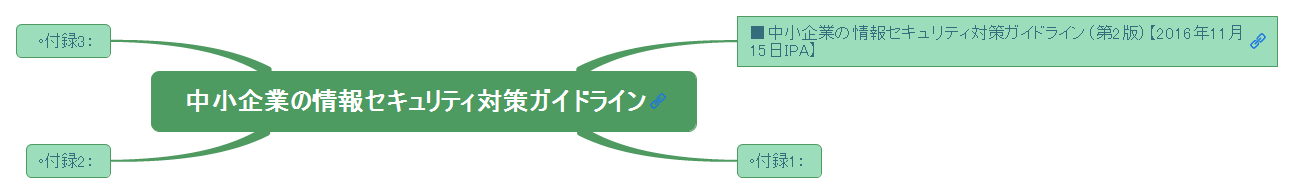 ◦付録3:
■中小企業の情報セキュリティ対策ガイドライン（第2版）【2016年11月
15日IPA】
中小企業の情報セキュリティ対策ガイドライン
◦付録2:
◦付録1: